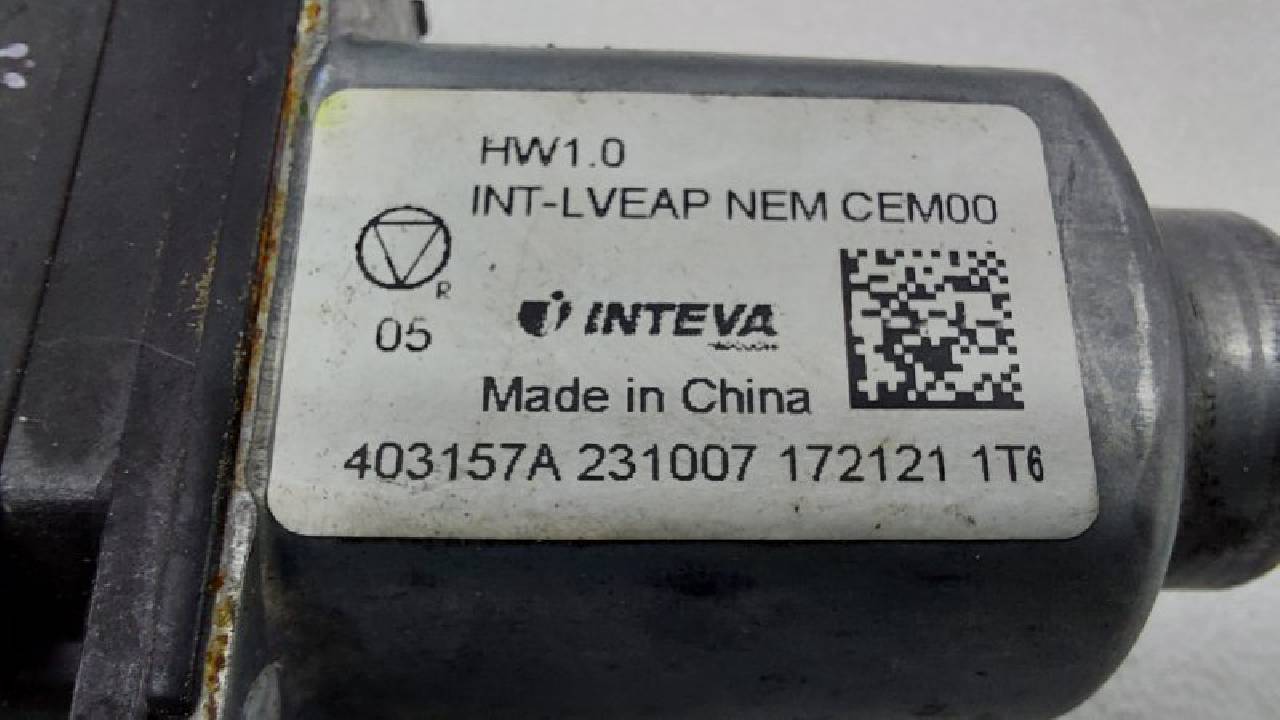 HW1.0
INT-LVEAP NEM CEM00
R
05
INTEVA
Made in China
403157A 231007 172121 1T6